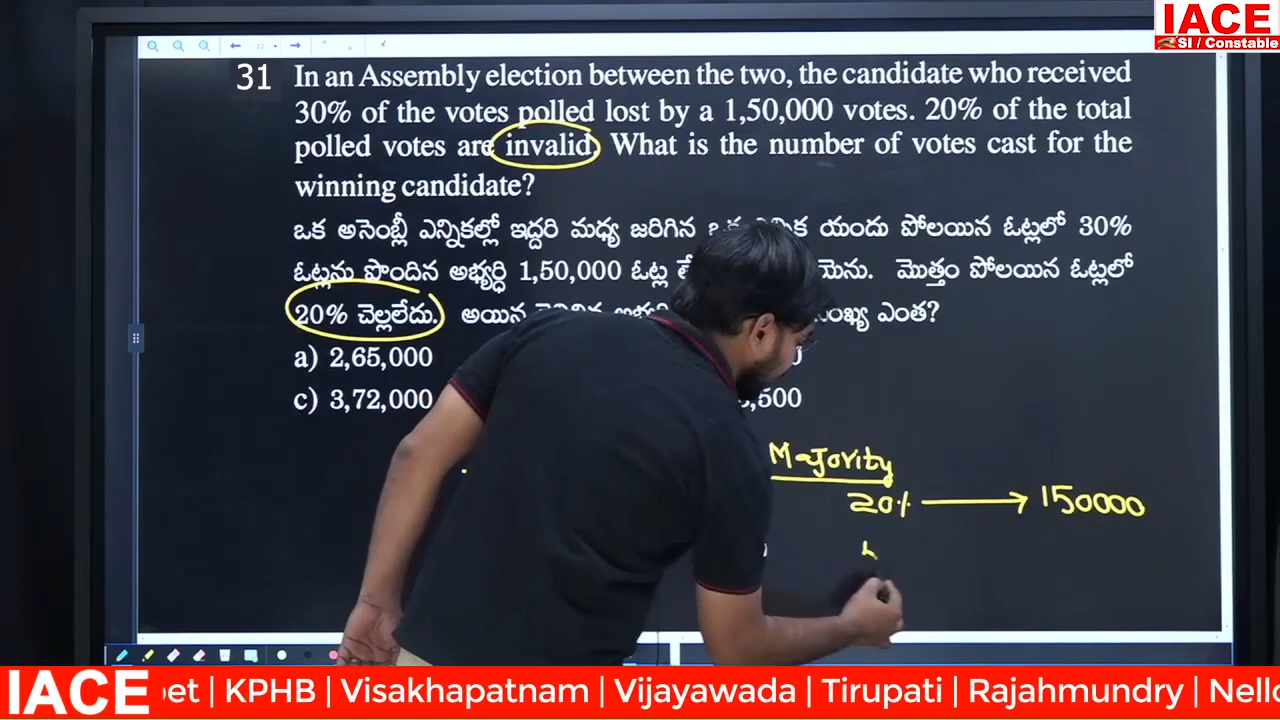 IACE
SI / Constable
31 In an Assembly election between the two, the candidate who received
30% of the votes polled lost by a 1,50,000 votes. 20% of the total
polled votes are invalid. What is the number of votes cast for the
winning candidate?
ఒక అసెంబ్లీ ఎన్నికల్లో ఇద్దరి మధ్య జరిగిన యందు పోలయిన ఓట్లలో 30%
ఓట్లను పొందిన అభ్యర్ధి 1,50,000 ఓట్ల మొత్తం పోలయిన ఓట్లలో
20% చెల్లలేదు. అయిన ఎంత?
a) 2,65,000
c) 3,72,000
Majority
20% → 150000
IACE
KPHB | Visakhapatnam | Vijayawada | Tirupati | Rajahmundry |